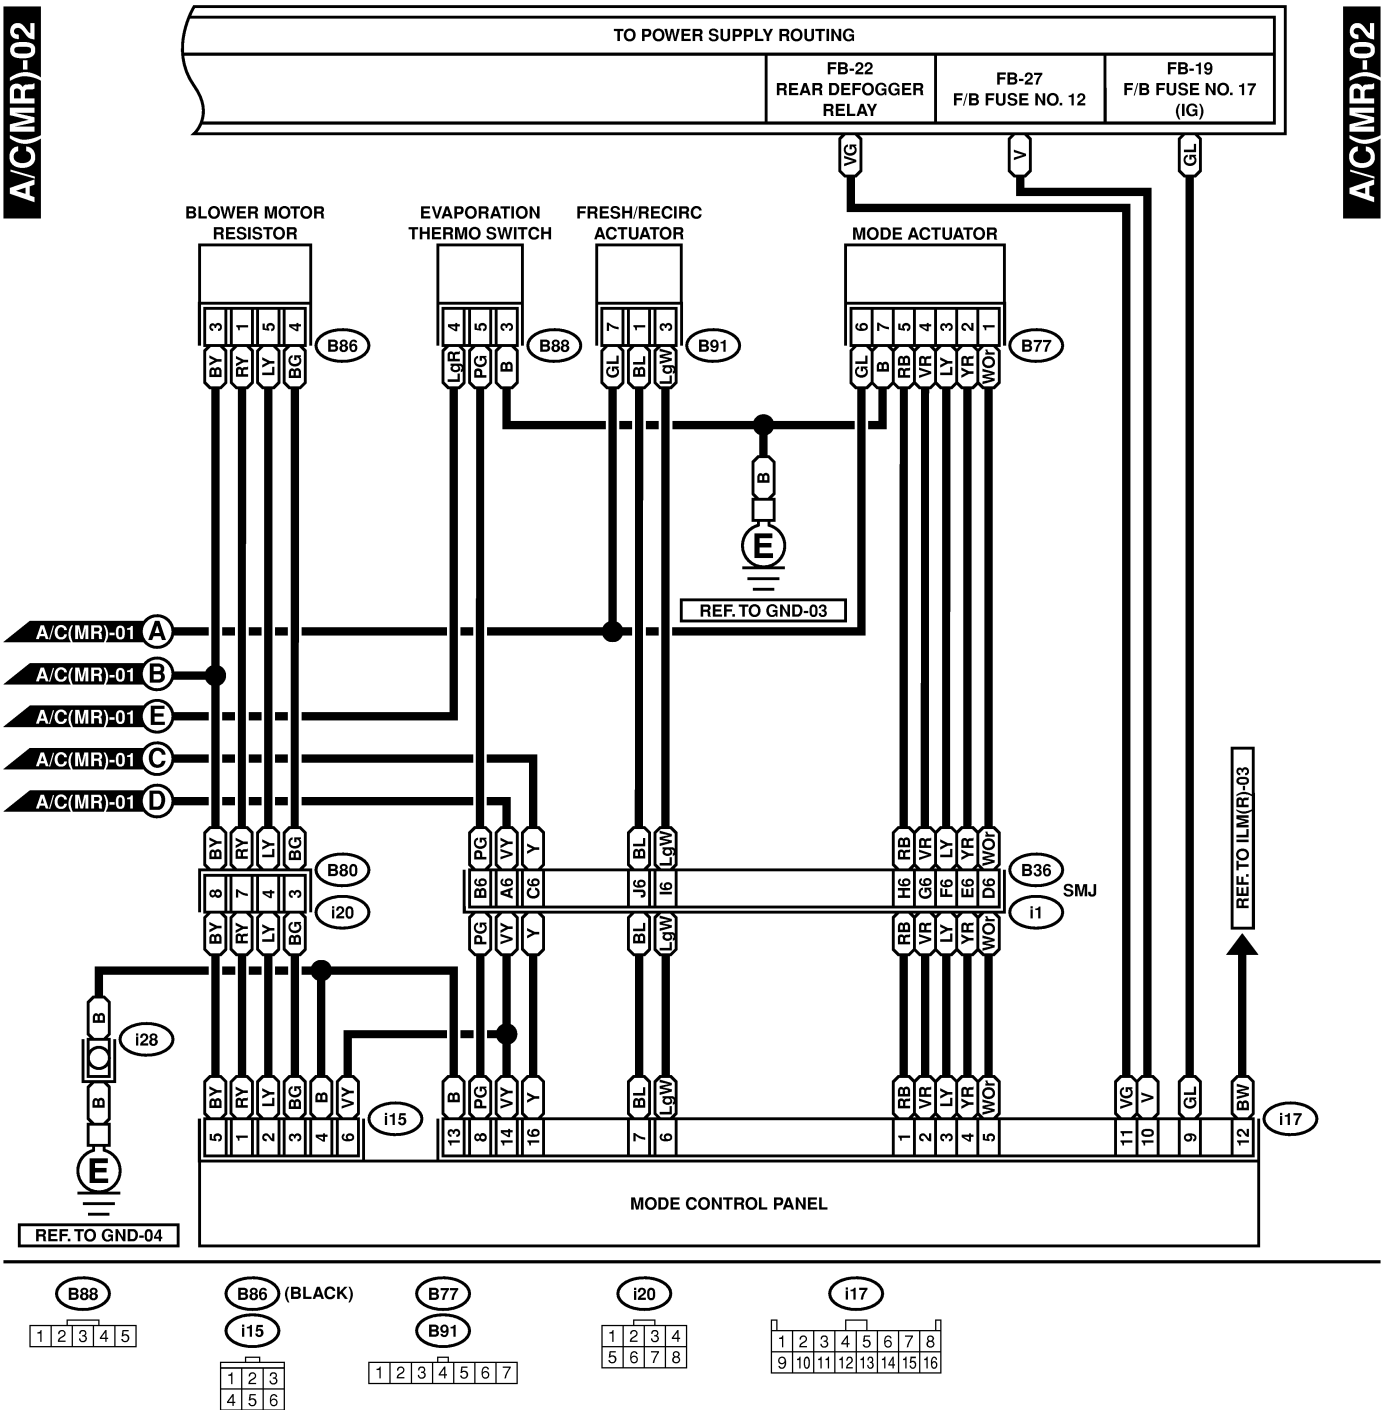 A/C(MR)-02
A/C(MR)-02
TO POWER SUPPLY ROUTING
FB-22
REAR DEFOGGER
RELAY
FB-27
F/B FUSE NO. 12
FB-19
F/B FUSE NO. 17
(IG)
VG
V
GL
BLOWER MOTOR
RESISTOR
EVAPORATION
THERMO SWITCH
FRESH/RECIRC
ACTUATOR
MODE ACTUATOR
3 1 5 4
B86
4 5 3
B88
7 1 3
B91
6 7 5 4 3 2 1
B77
BY RY LY BG
LgR PG B
GL BL LgW
GL B RB VR LY YR WOr
B
E
REF. TO GND-03
A/C(MR)-01 A
A/C(MR)-01 B
A/C(MR)-01 E
A/C(MR)-01 C
A/C(MR)-01 D
REF. TO ILM(R)-03
BY RY LY BG
PG VY Y
BL LgW
RB VR LY YR WOr
B80
8 7 4 3
i20
B6 A6 C6
J6 I6
H6 G6 F6 E6 D6
B36
SMJ
i1
BY RY LY BG
PG VY Y
BL LgW
RB VR LY YR WOr
B
i28
B
E
REF. TO GND-04
BY RY LY BG B VY
i15
B PG VY Y
BL LgW
RB VR LY YR WOr
VG V GL BW
i17
5 1 2 3 4 6
13 8 14 16
7 6
1 2 3 4 5
11 10 9 12
MODE CONTROL PANEL
B88
1 2 3 4 5
B86 (BLACK)
i15
1 2 3
4 5 6
B77
B91
1 2 3 4 5 6 7
i20
1 2 3 4
5 6 7 8
i17
1 2 3 4 5 6 7 8
9 10 11 12 13 14 15 16